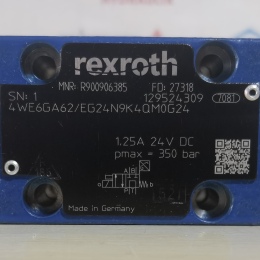 rexroth
MNR: R900906385 FD: 27318
SN: 1 129524309 7081
4WE6GA62/EG24N9K4QM0G24
1.25A 24V DC
pmax = 350 bar
Made in Germany